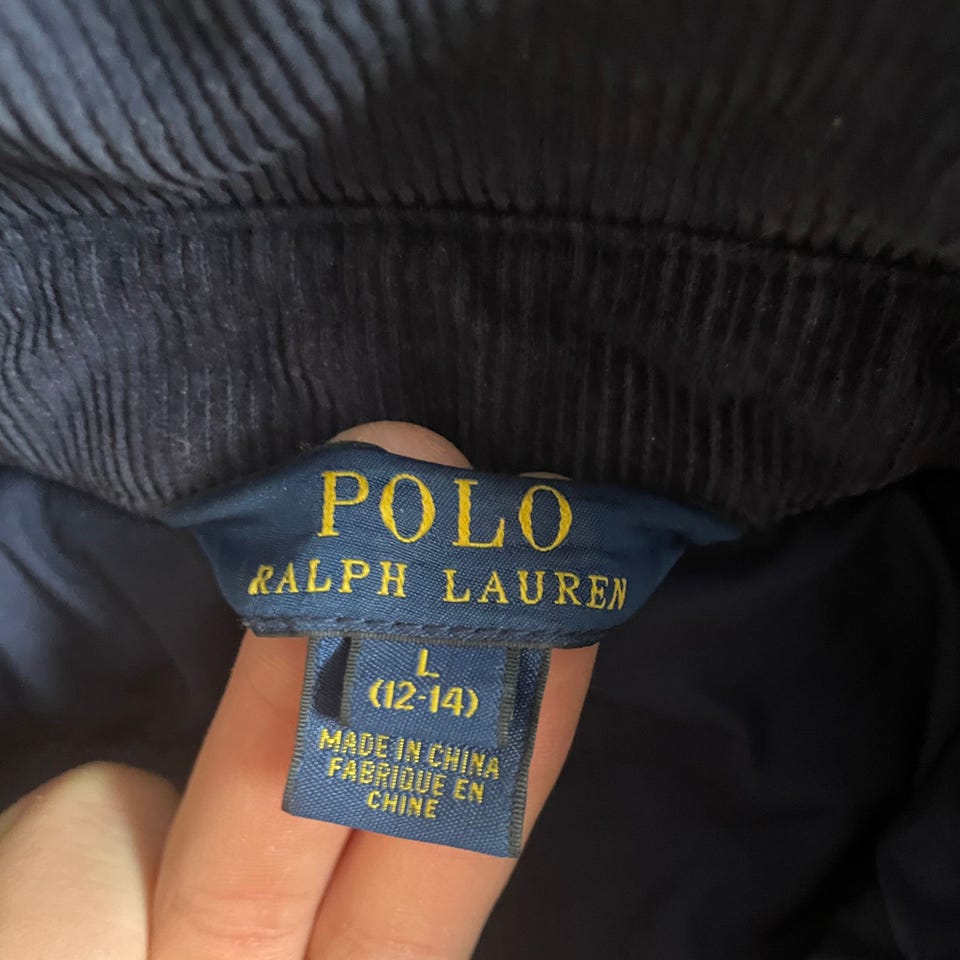 POLO
RALPH LAUREN
L
(12-14)
MADE IN CHINA
FABRIQUE EN
CHINE